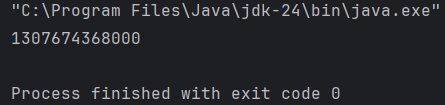 "C:\Program Files\Java\jdk-24\bin\java.exe"
1307674368000
Process finished with exit code 0